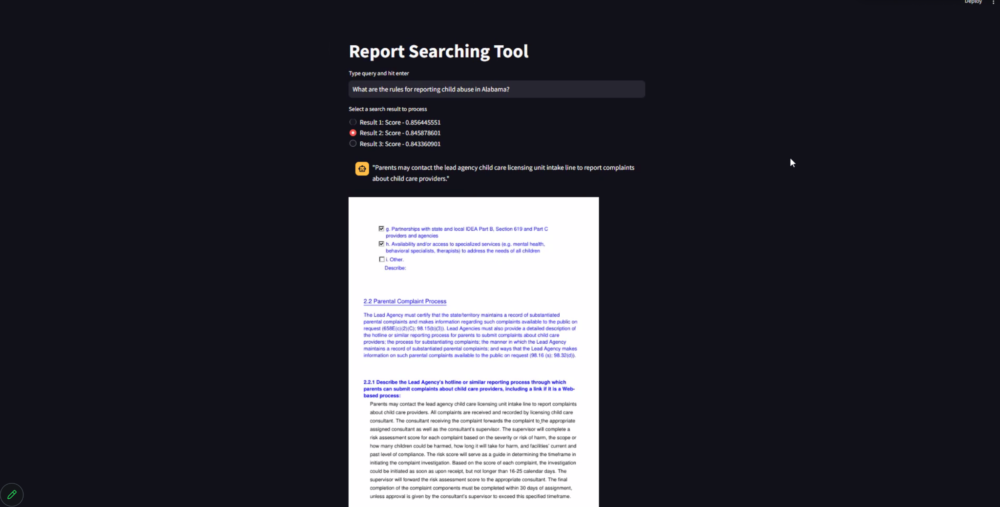 Deploy
Report Searching Tool
Type query and hit enter
What are the rules for reporting child abuse in Alabama?
Select a search result to process
Result 1: Score - 0.856445551
Result 2: Score - 0.845878601
Result 3: Score - 0.843360901
"Parents may contact the lead agency child care licensing unit intake line to report complaints
about child care providers."
g. Partnerships with state and local IDEA Part B, Section 619 and Part C
providers and agencies
h. Availability and/or access to specialized services (e.g. mental health,
behavioral specialists, therapists) to address the needs of all children
i. Other.
Describe:
2.2 Parental Complaint Process
The Lead Agency must certify that the state/territory maintains a record of substantiated
parental complaints and makes information regarding such complaints available to the public on
request (658E(c)(2)(C); 98.15(b)(3)). Lead Agencies must also provide a detailed description of
the hotline or similar reporting process for parents to submit complaints about child care
providers; the process for substantiating complaints; the manner in which the Lead Agency
maintains a record of substantiated parental complaints; and ways that the Lead Agency makes
information on such parental complaints available to the public on request (98.16 (s); 98.32(d)).
2.2.1 Describe the Lead Agency's hotline or similar reporting process through which
parents can submit complaints about child care providers, including a link if it is a Web-
based process:
Parents may contact the lead agency child care licensing unit intake line to report complaints
about child care providers. All complaints are received and recorded by licensing child care
consultant. The consultant receiving the complaint forwards the complaint to the appropriate
assigned consultant as well as the consultant's supervisor. The supervisor will complete a
risk assessment score for each complaint based on the severity or risk of harm, the scope or
how many children could be harmed, how long it will take for harm, and facilities' current and
past level of compliance. The risk score will serve as a guide in determining the timeframe in
initiating the complaint investigation. Based on the score of each complaint, the investigation
could be initiated as soon as upon receipt, but not longer than 16-25 calendar days. The
supervisor will forward the risk assessment score to the appropriate consultant. The final
completion of the complaint components must be completed within 30 days of assignment,
unless approval is given by the consultant's supervisor to exceed this specified timeframe.